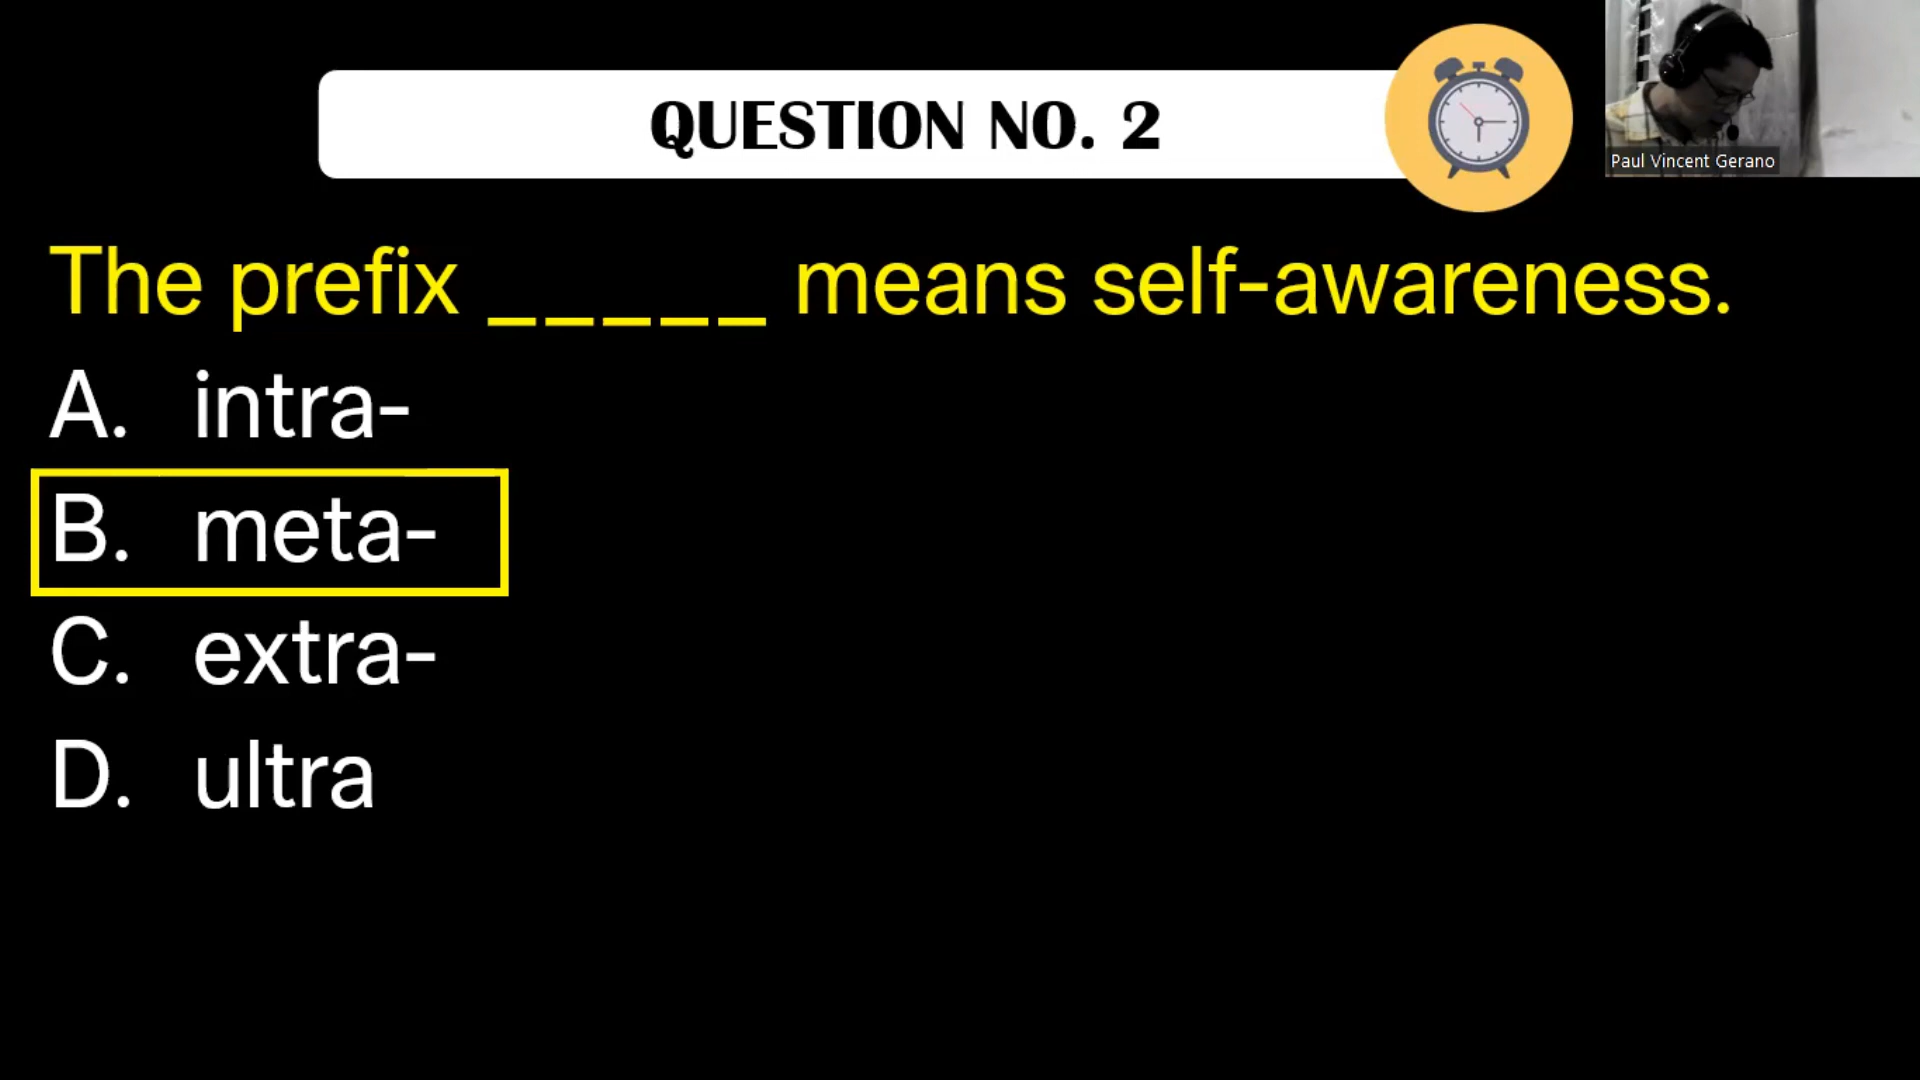 QUESTION NO. 2
Paul Vincent Gerano
The prefix _____ means self-awareness.
A. intra-
B. meta-
C. extra-
D. ultra